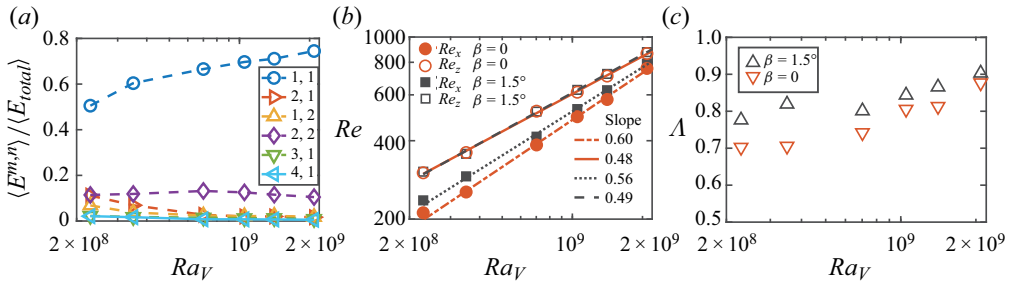 (a)
⟨E^{m,n}⟩ / ⟨E_{total}⟩
0.8
0.6
0.4
0.2
0
1, 1
2, 1
1, 2
2, 2
3, 1
4, 1
2 × 10^8
10^9
2 × 10^9
Ra_V
(b)
Re
1000
800
600
400
200
Re_x β = 0
Re_z β = 0
Re_x β = 1.5°
Re_z β = 1.5°
Slope
0.60
0.48
0.56
0.49
2 × 10^8
10^9
2 × 10^9
Ra_V
(c)
Λ
1
0.9
0.8
0.7
0.6
0.5
β = 1.5°
β = 0
2 × 10^8
10^9
2 × 10^9
Ra_V